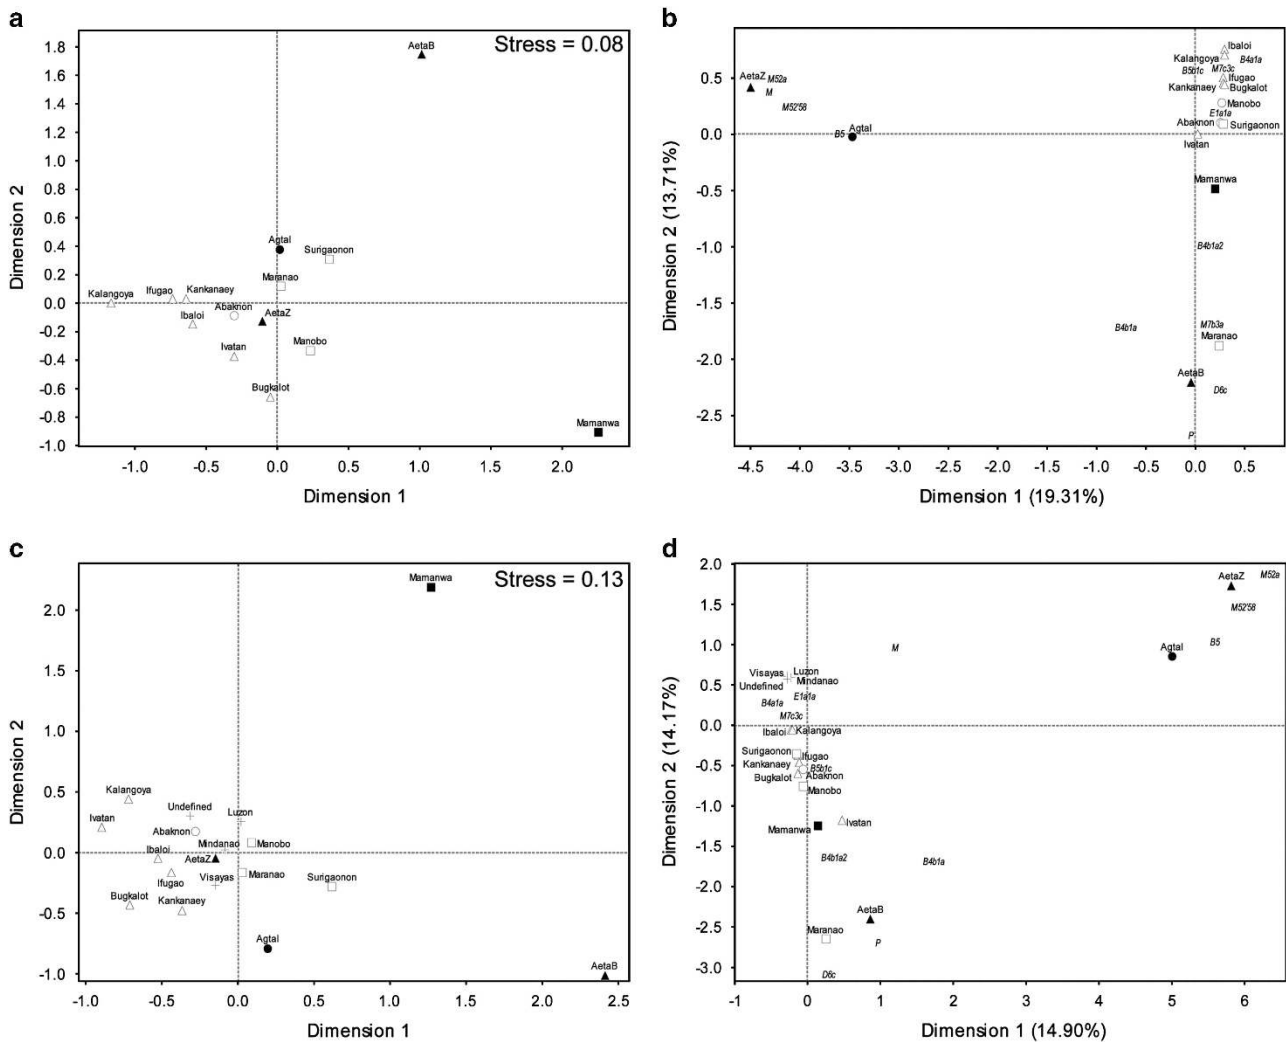 a
Stress = 0.08
AetaB
Agtal
Surigaonon
Maranao
Kalangoya
Ifugao
Kankanaey
Abaknon
AetaZ
Ibaloi
Ivatan
Manobo
Bugkalot
Mamanwa
1.8
1.6
1.4
1.2
1.0
0.8
0.6
0.4
0.2
0.0
-0.2
-0.4
-0.6
-0.8
-1.0
-1.0
-0.5
0.0
0.5
1.0
1.5
2.0
Dimension 2
Dimension 1
b
Ibaloi
Kalangoya
B4a1a
B5b1c
M7c3c
AetaZ
M52a
Ifugao
M
Kankanaey
Bugkalot
M52'58
Manobo
E1a1a
B5
Agtal
Abaknon
Surigaonon
Ivatan
Mamanwa
B4b1a2
B4b1a
M7b3a
Maranao
AetaB
D6c
P
0.5
0.0
-0.5
-1.0
-1.5
-2.0
-2.5
-4.5
-4.0
-3.5
-3.0
-2.5
-2.0
-1.5
-1.0
-0.5
0.0
0.5
Dimension 2 (13.71%)
Dimension 1 (19.31%)
c
Stress = 0.13
Mamanwa
Kalangoya
Undefined
Luzon
Ivatan
Abaknon
Mindanao
Manobo
Ibaloi
AetaZ
Ifugao
Visayas
Maranao
Surigaonon
Bugkalot
Kankanaey
Agtal
AetaB
2.0
1.5
1.0
0.5
0.0
-0.5
-1.0
-1.0
-0.5
0.0
0.5
1.0
1.5
2.0
2.5
Dimension 2
Dimension 1
d
AetaZ
M52a
M52'58
Agtal
B5
M
Visayas
Luzon
Mindanao
Undefined
E1a1a
B4a1a
M7c3c
Ibaloi
Kalangoya
Surigaonon
Ifugao
Kankanaey
B5b1c
Bugkalot
Abaknon
Manobo
Mamanwa
Ivatan
B4b1a2
B4b1a
AetaB
Maranao
P
D6c
2.0
1.5
1.0
0.5
0.0
-0.5
-1.0
-1.5
-2.0
-2.5
-3.0
-1
0
1
2
3
4
5
6
Dimension 2 (14.17%)
Dimension 1 (14.90%)